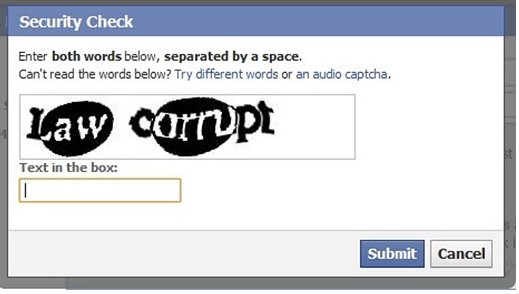 Security Check
Enter both words below, separated by a space.
Can't read the words below? Try different words or an audio captcha.
Law corrupt
Text in the box:
Submit Cancel